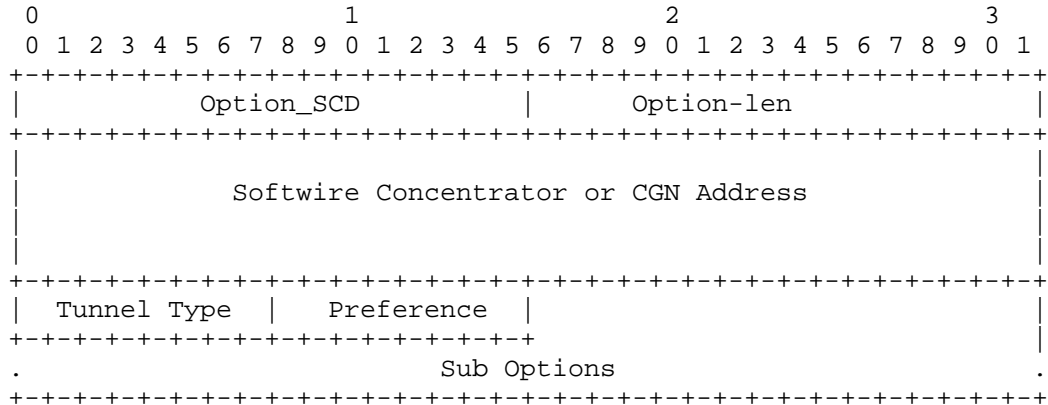 0                   1                   2                   3
 0 1 2 3 4 5 6 7 8 9 0 1 2 3 4 5 6 7 8 9 0 1 2 3 4 5 6 7 8 9 0 1
+-+-+-+-+-+-+-+-+-+-+-+-+-+-+-+-+-+-+-+-+-+-+-+-+-+-+-+-+-+-+-+-+
|           Option_SCD          |      Option-len               |
+-+-+-+-+-+-+-+-+-+-+-+-+-+-+-+-+-+-+-+-+-+-+-+-+-+-+-+-+-+-+-+-+
|                                                               |
|             Softwire Concentrator or CGN Address              |
|                                                               |
|                                                               |
+-+-+-+-+-+-+-+-+-+-+-+-+-+-+-+-+-+-+-+-+-+-+-+-+-+-+-+-+-+-+-+-+
|  Tunnel Type  |   Preference  |                               |
+-+-+-+-+-+-+-+-+-+-+-+-+-+-+-+-+                               |
.                          Sub Options                          .
+-+-+-+-+-+-+-+-+-+-+-+-+-+-+-+-+-+-+-+-+-+-+-+-+-+-+-+-+-+-+-+-+